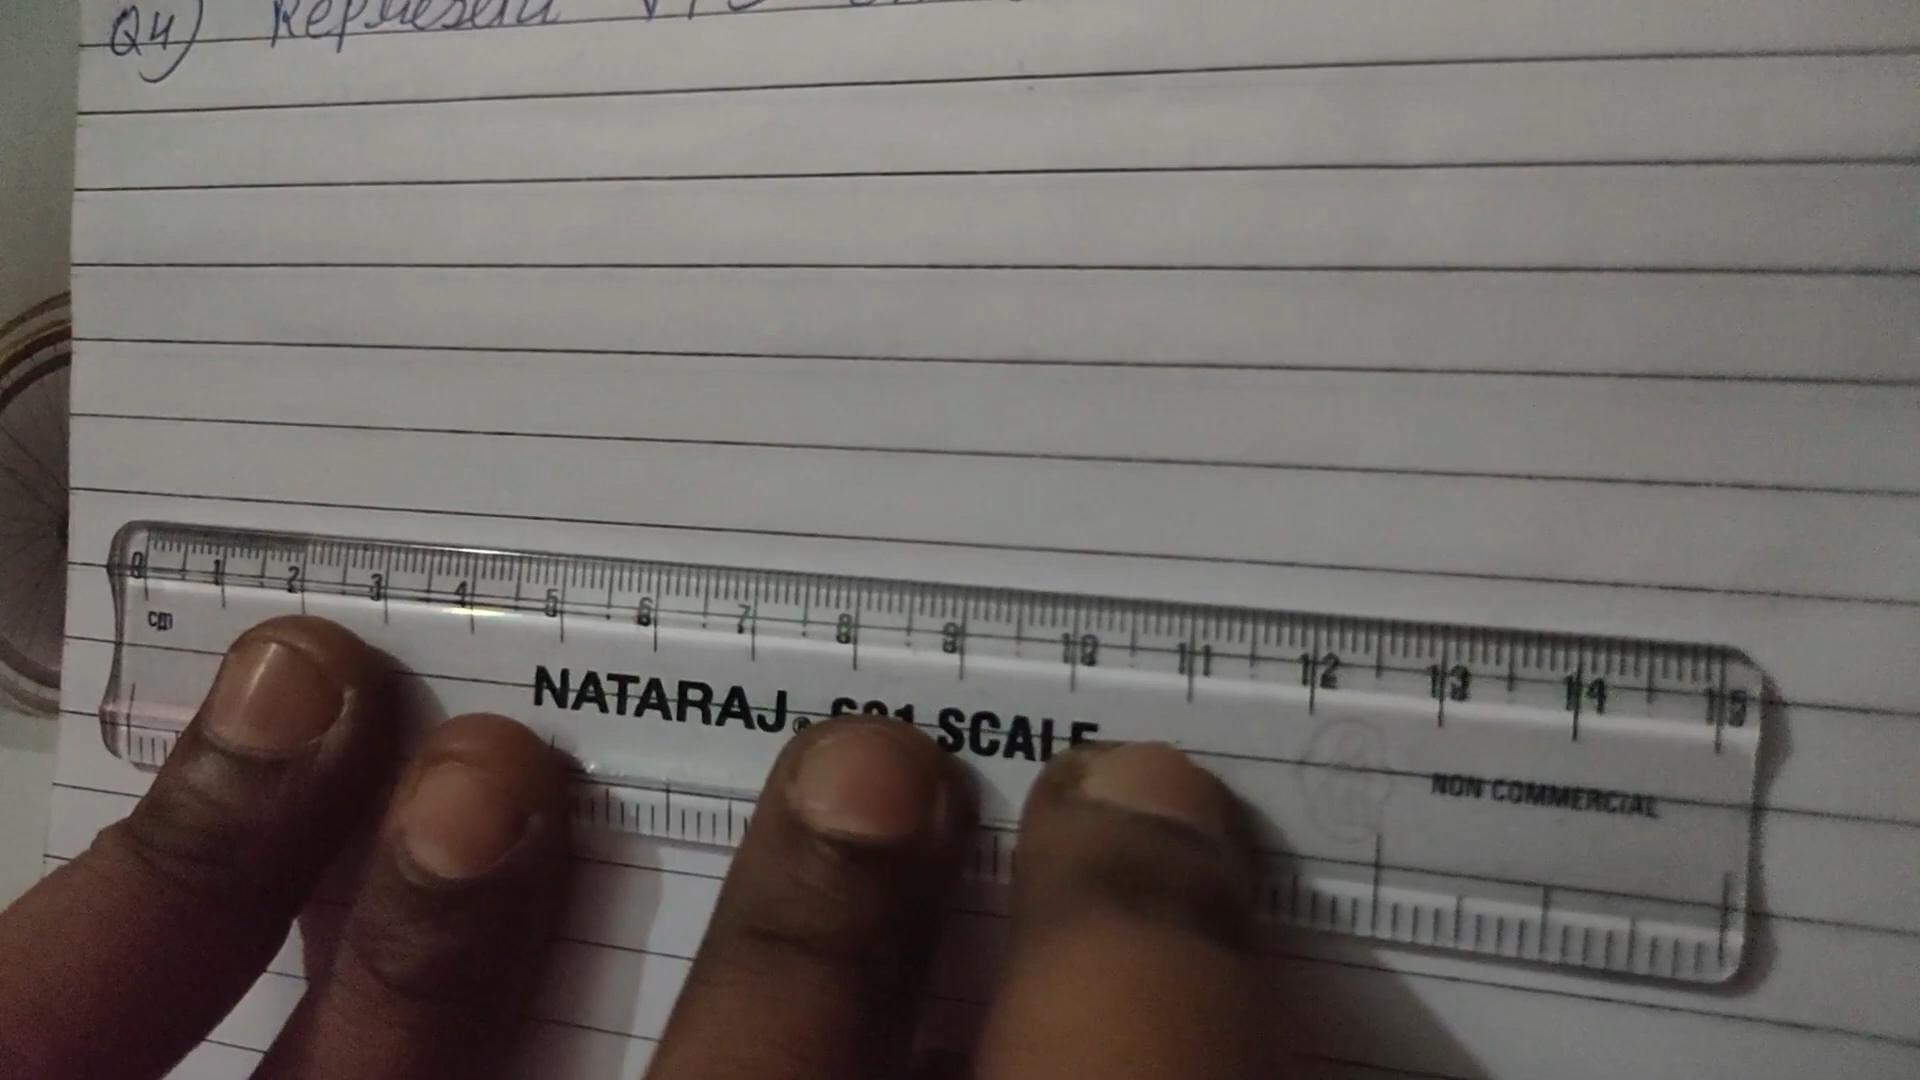 Q4) Represent
0 1 2 3 4 5 6 7 8 9 10 11 12 13 14 15
cm
NATARAJ® 621 SCALE
NON COMMERCIAL